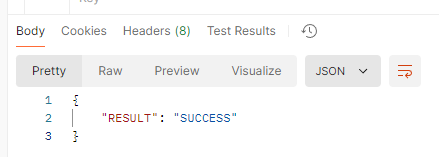 Body Cookies Headers (8) Test Results
Pretty Raw Preview Visualize JSON
1 {
2 "RESULT": "SUCCESS"
3 }